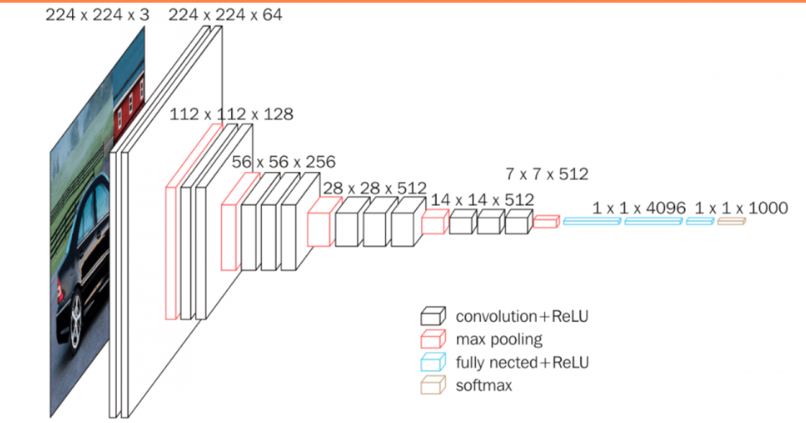 224 x 224 x 3
224 x 224 x 64
112 x 112 x 128
56 x 56 x 256
28 x 28 x 512
14 x 14 x 512
7 x 7 x 512
1 x 1 x 4096
1 x 1 x 1000
convolution+ReLU
max pooling
fully nected+ReLU
softmax